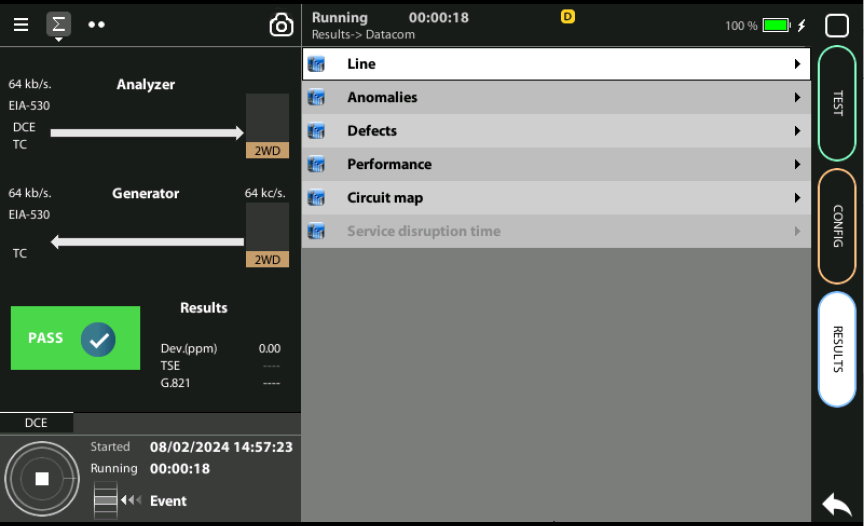 Σ
Running 00:00:18
D
Results-> Datacom
100 %
64 kb/s. Analyzer
EIA-530
DCE
TC
2WD
64 kb/s. Generator 64 kc/s.
EIA-530
TC
2WD
Results
PASS
Dev.(ppm) 0.00
TSE ----
G.821 ----
DCE
Started 08/02/2024 14:57:23
Running 00:00:18
Event
Line
Anomalies
Defects
Performance
Circuit map
Service disruption time
TEST
CONFIG
RESULTS